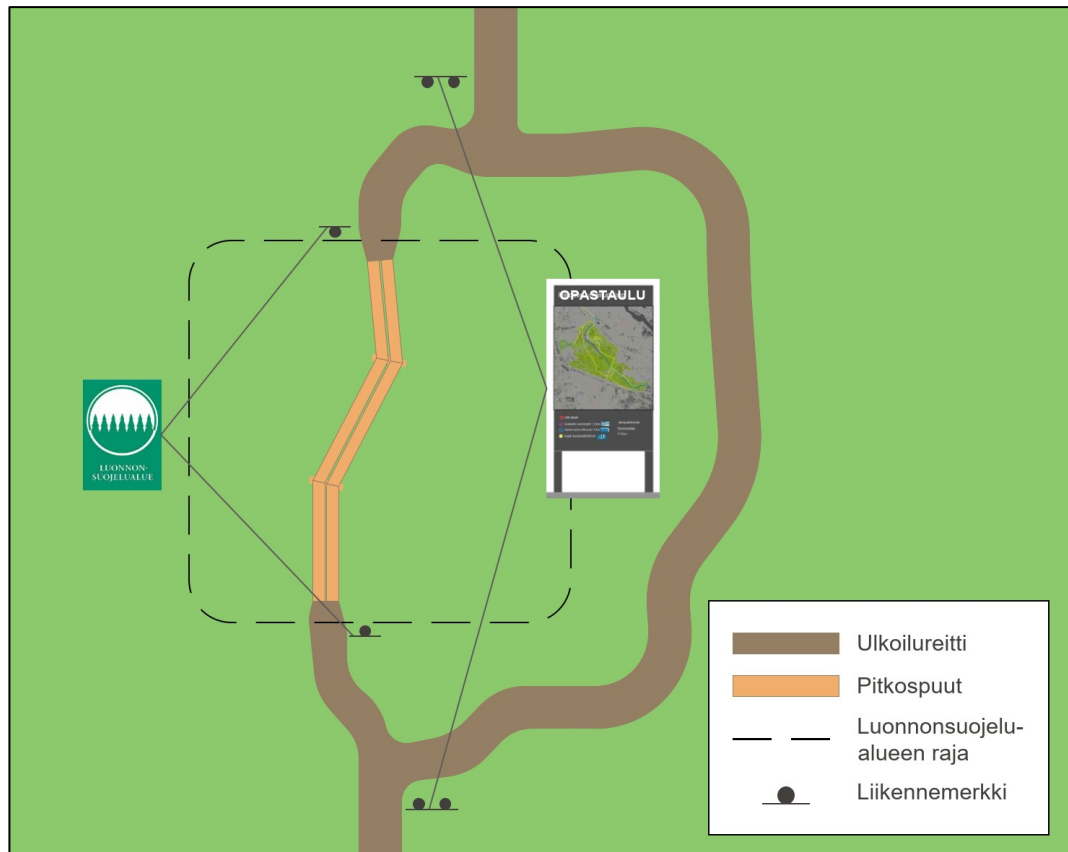 OPASTAULU
LUONNON-
SUOJELUALUE
Ulkoilureitti
Pitkospuut
Luonnonsuojelu-
alueen raja
Liikennemerkki